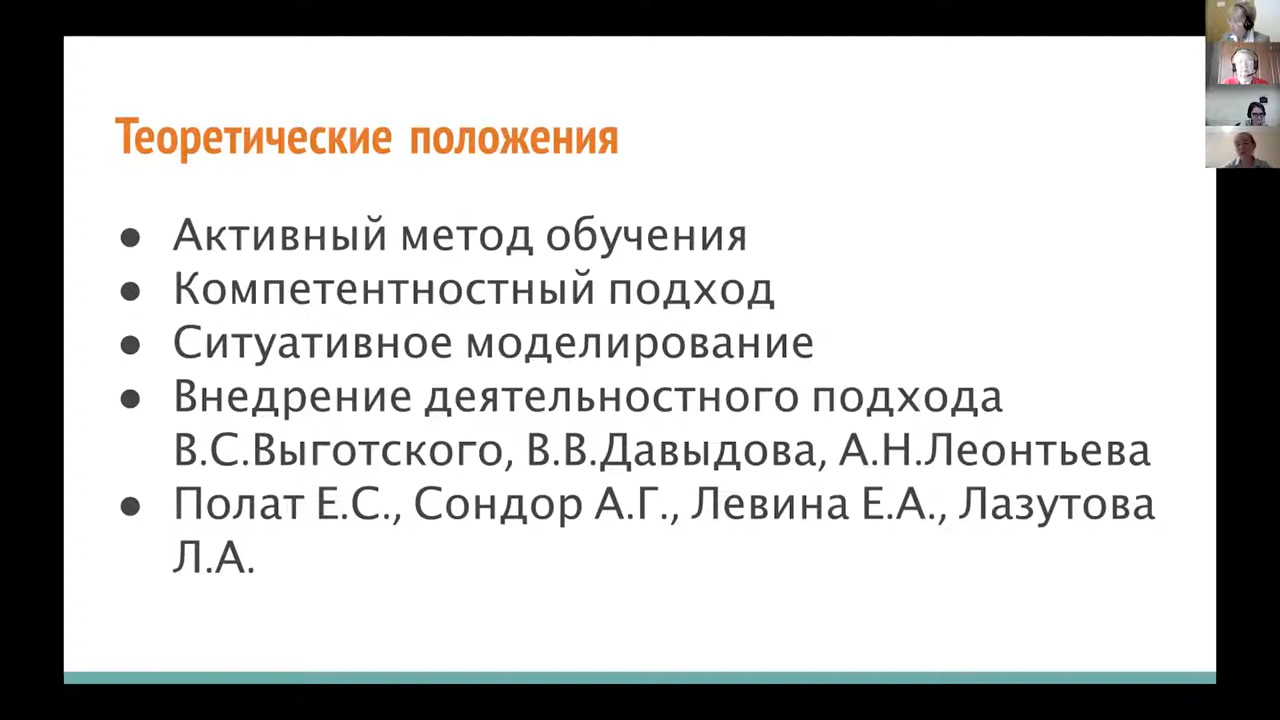 Теоретические положения
● Активный метод обучения
● Компетентностный подход
● Ситуативное моделирование
● Внедрение деятельностного подхода
В.С.Выготского, В.В.Давыдова, А.Н.Леонтьева
● Полат Е.С., Сондор А.Г., Левина Е.А., Лазутова
Л.А.